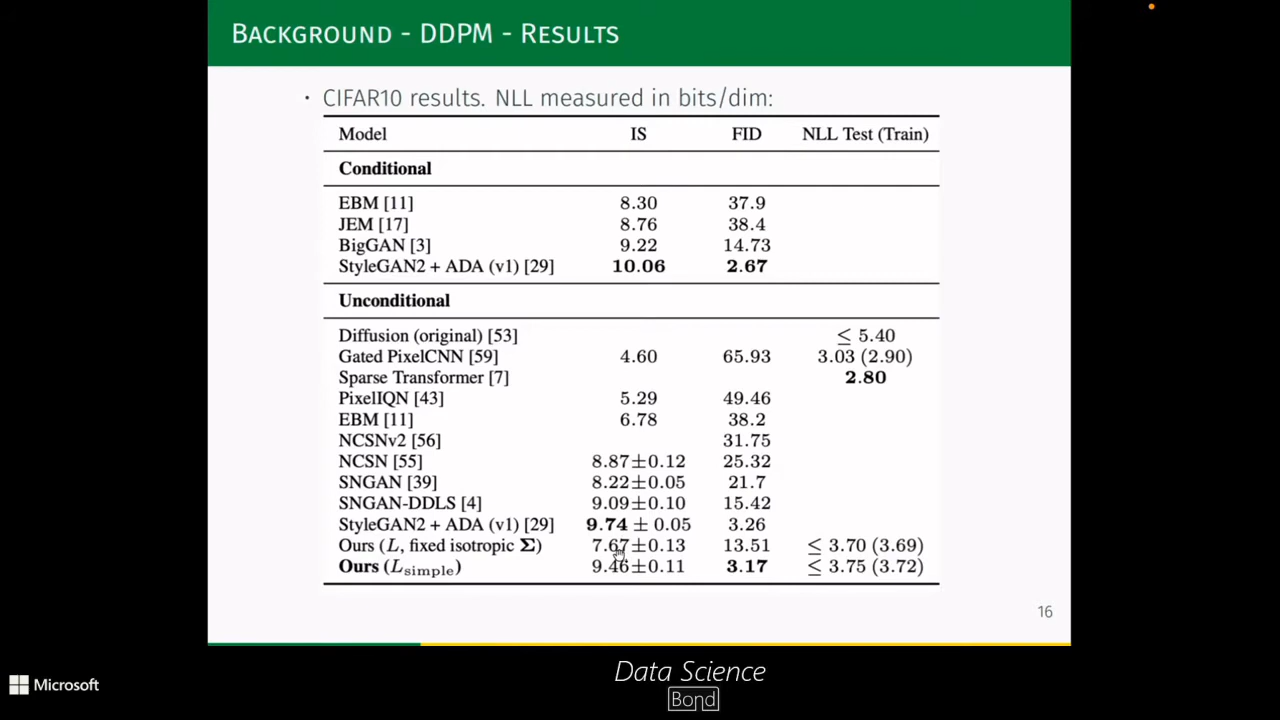 BACKGROUND - DDPM - RESULTS
· CIFAR10 results. NLL measured in bits/dim:
Model IS FID NLL Test (Train)
Conditional
EBM [11] 8.30 37.9
JEM [17] 8.76 38.4
BigGAN [3] 9.22 14.73
StyleGAN2 + ADA (v1) [29] 10.06 2.67
Unconditional
Diffusion (original) [53] ≤ 5.40
Gated PixelCNN [59] 4.60 65.93 3.03 (2.90)
Sparse Transformer [7] 2.80
PixelIQN [43] 5.29 49.46
EBM [11] 6.78 38.2
NCSNv2 [56] 31.75
NCSN [55] 8.87±0.12 25.32
SNGAN [39] 8.22±0.05 21.7
SNGAN-DDLS [4] 9.09±0.10 15.42
StyleGAN2 + ADA (v1) [29] 9.74 ± 0.05 3.26
Ours (L, fixed isotropic Σ) 7.67±0.13 13.51 ≤ 3.70 (3.69)
Ours (Lsimple) 9.46±0.11 3.17 ≤ 3.75 (3.72)
16
Microsoft
Data Science
Bond